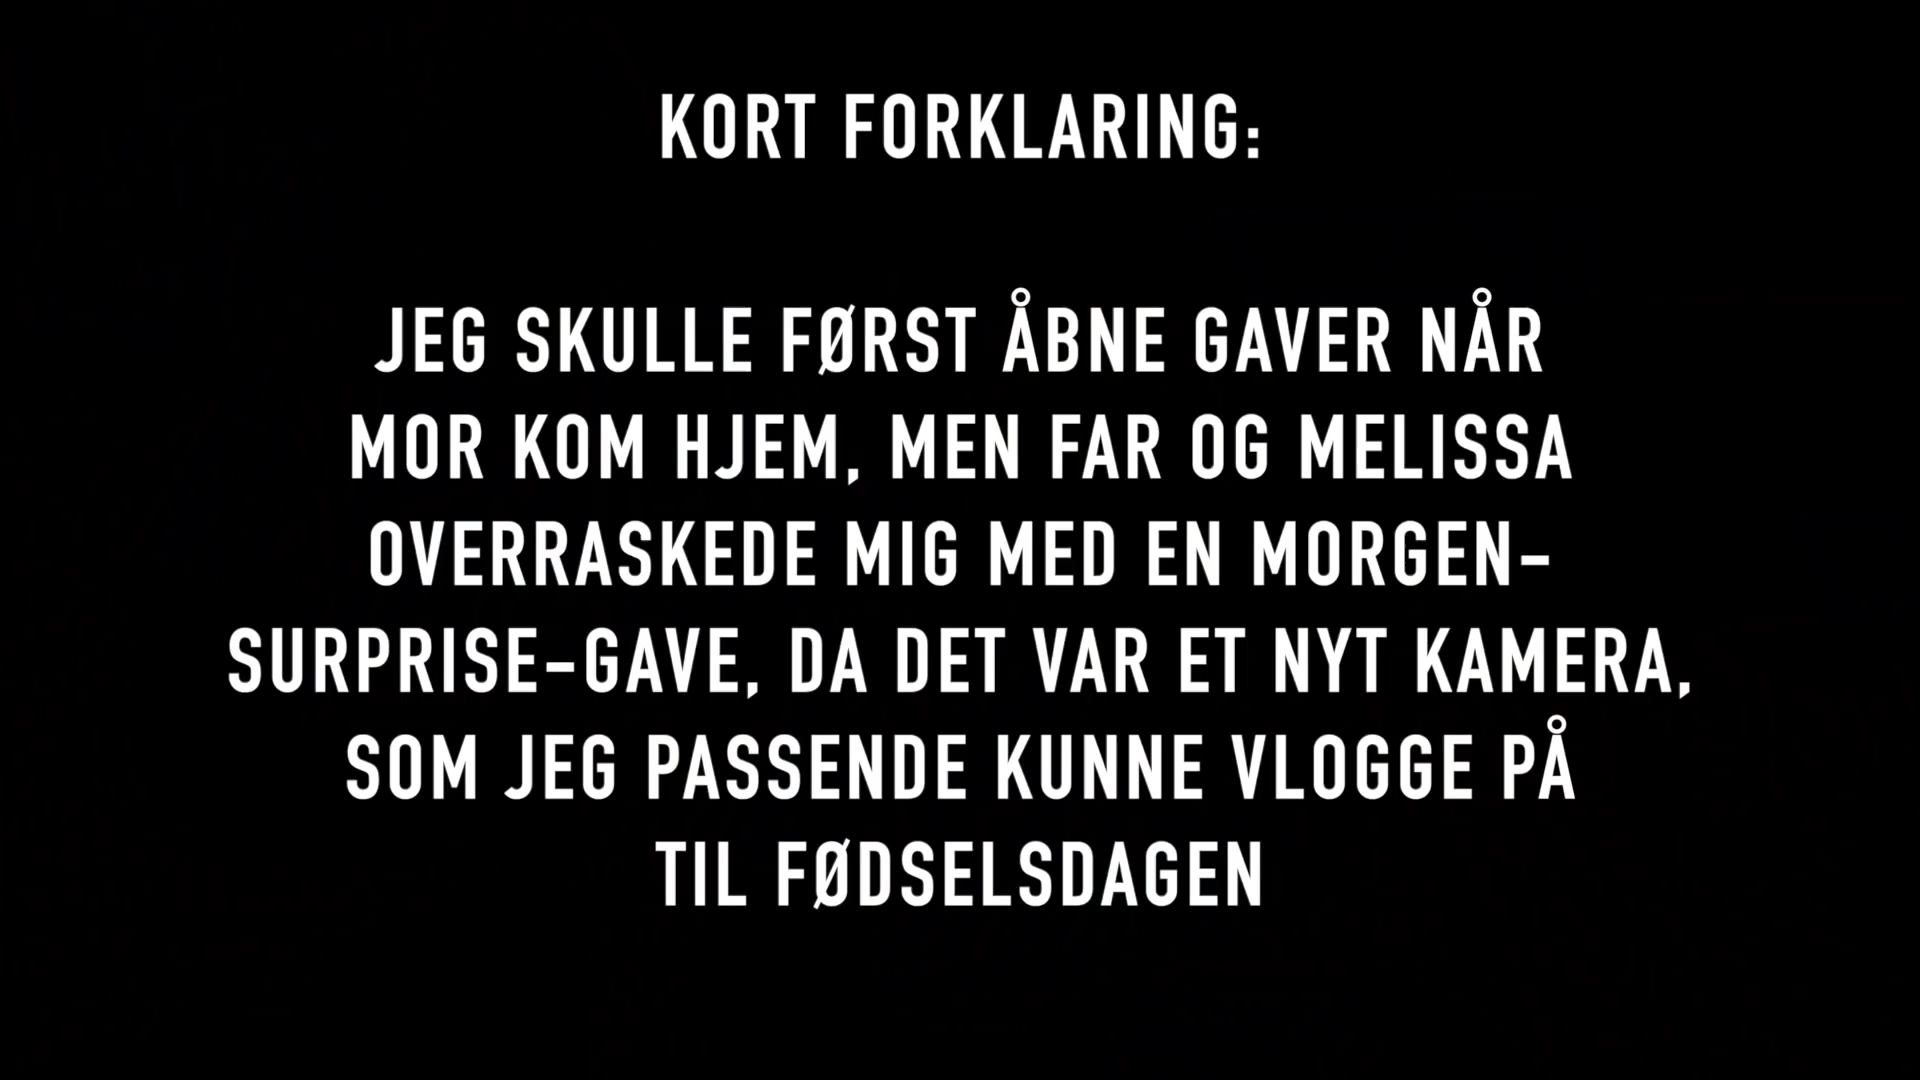 KORT FORKLARING:
JEG SKULLE FØRST ÅBNE GAVER NÅR
MOR KOM HJEM, MEN FAR OG MELISSA
OVERRASKEDE MIG MED EN MORGEN-
SURPRISE-GAVE, DA DET VAR ET NYT KAMERA,
SOM JEG PASSENDE KUNNE VLOGGE PÅ
TIL FØDSELSDAGEN